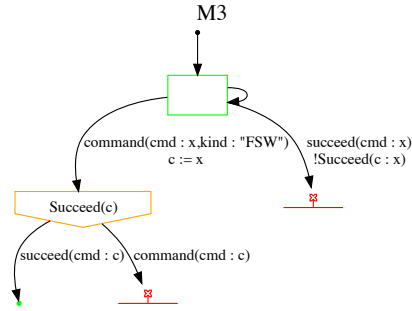 M3
command(cmd : x,kind : "FSW")
c := x
succeed(cmd : x)
!Succeed(c : x)
Succeed(c)
succeed(cmd : c)
command(cmd : c)